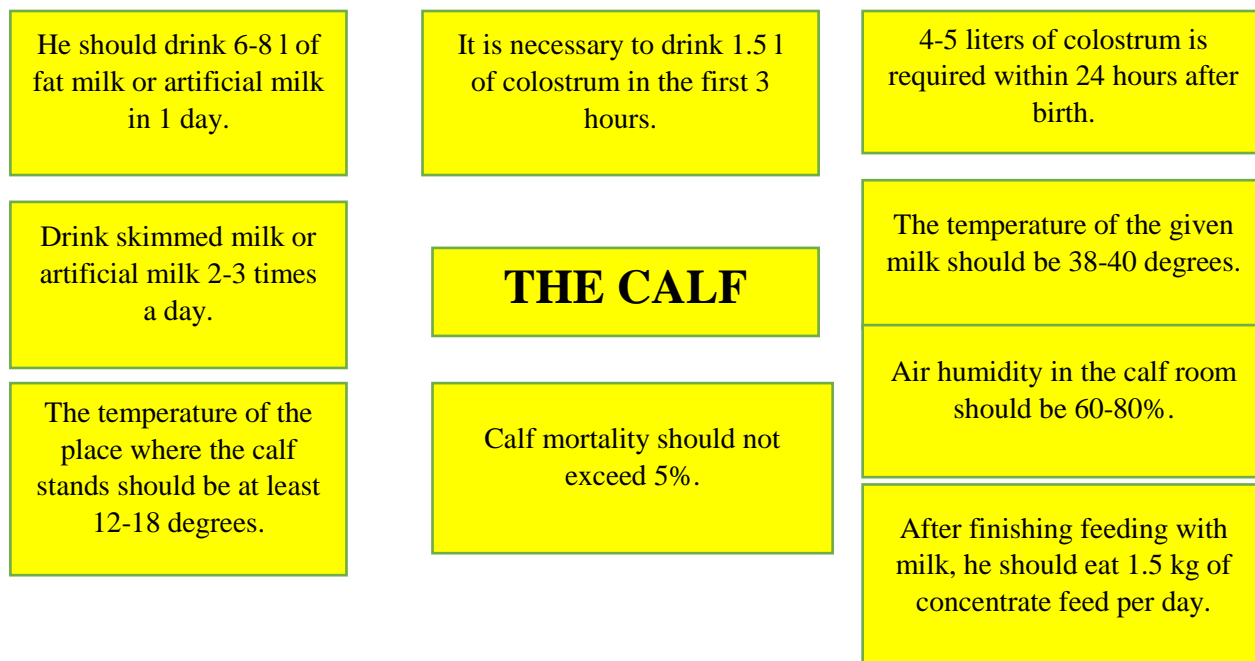 He should drink 6-8 l of
fat milk or artificial milk
in 1 day.
It is necessary to drink 1.5 l
of colostrum in the first 3
hours.
4-5 liters of colostrum is
required within 24 hours after
birth.
Drink skimmed milk or
artificial milk 2-3 times
a day.
THE CALF
The temperature of the given
milk should be 38-40 degrees.
The temperature of the
place where the calf
stands should be at least
12-18 degrees.
Calf mortality should not
exceed 5%.
Air humidity in the calf room
should be 60-80%.
After finishing feeding with
milk, he should eat 1.5 kg of
concentrate feed per day.